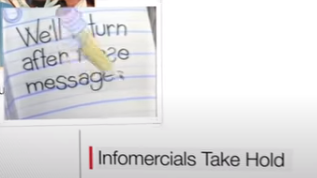 We'll turn
after
message
Infomercials Take Hold